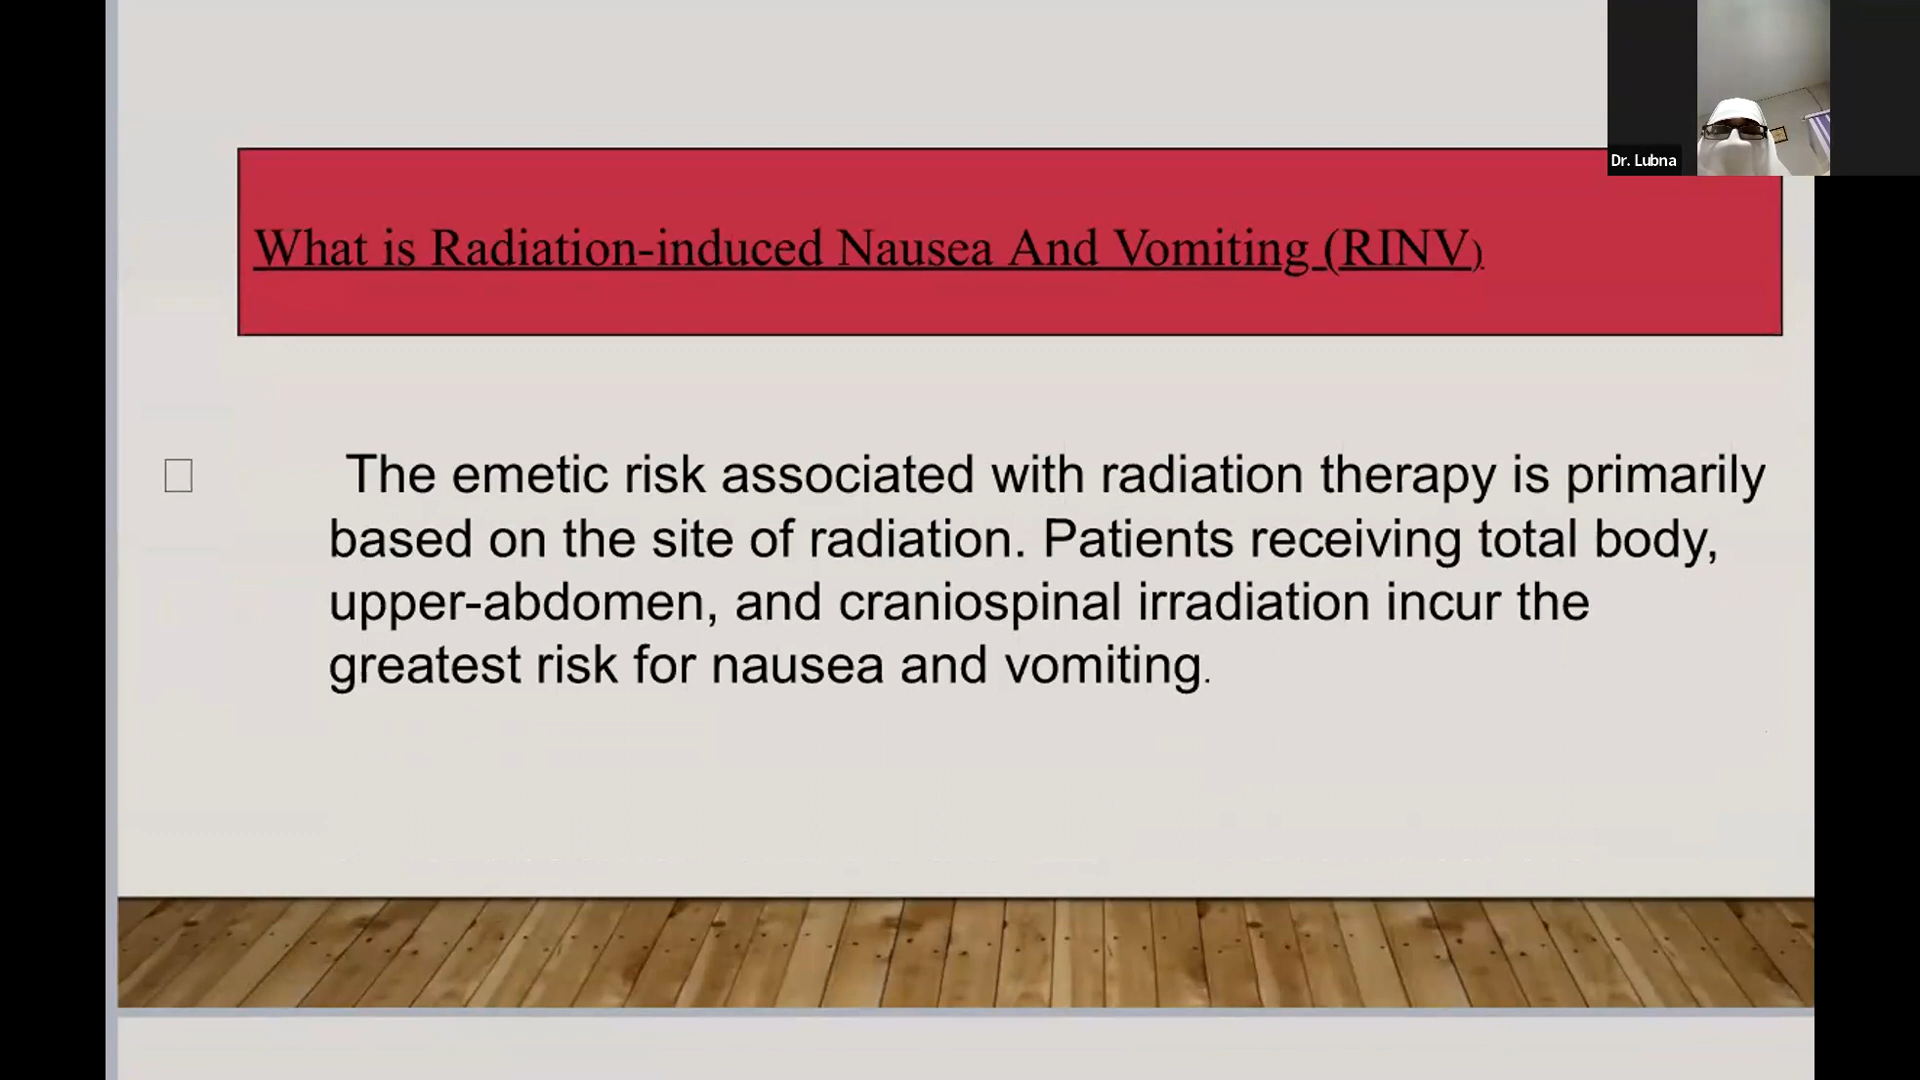 Dr. Lubna
What is Radiation-induced Nausea And Vomiting (RINV)
The emetic risk associated with radiation therapy is primarily
based on the site of radiation. Patients receiving total body,
upper-abdomen, and craniospinal irradiation incur the
greatest risk for nausea and vomiting.